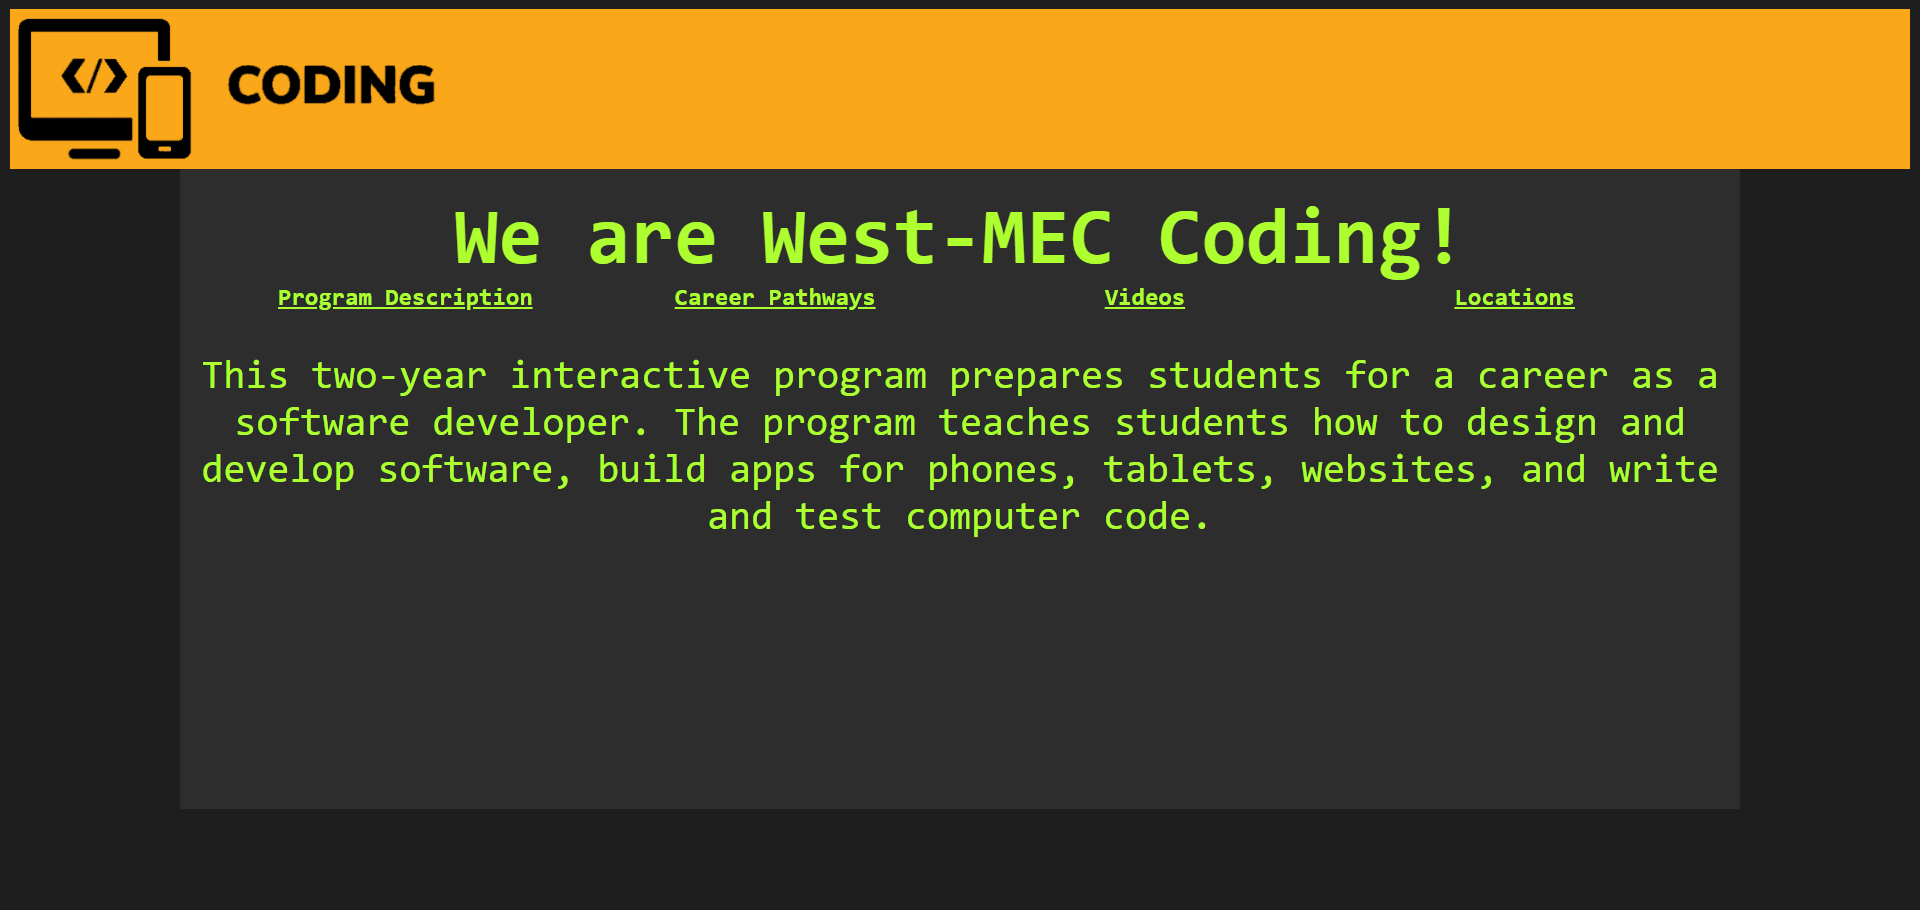 </>
CODING
We are West-MEC Coding!
Program Description Career Pathways Videos Locations
This two-year interactive program prepares students for a career as a
software developer. The program teaches students how to design and
develop software, build apps for phones, tablets, websites, and write
and test computer code.